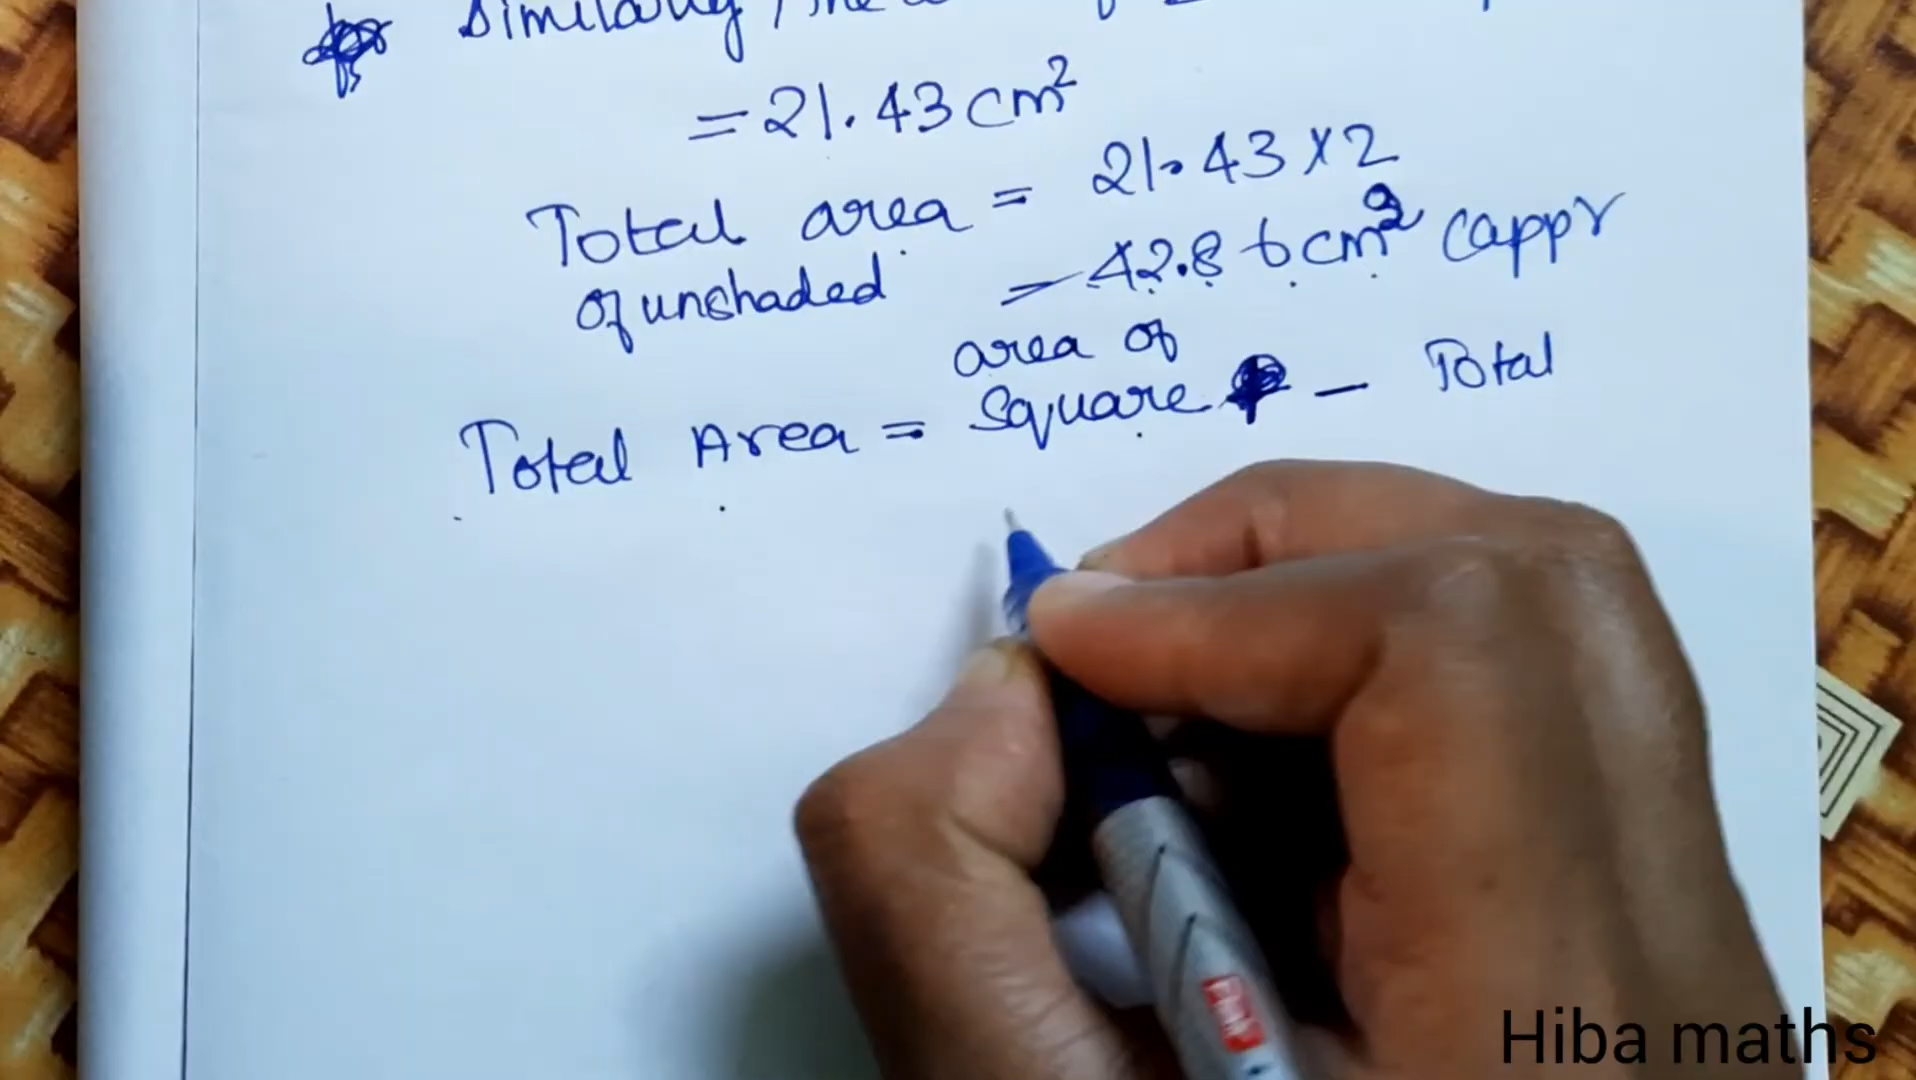 Similarly, the
= 21.43 cm²
Total area = 21.43 × 2
of unshaded = 42.86 cm² (appr
area of
Total Area = Square - Total
Hiba maths